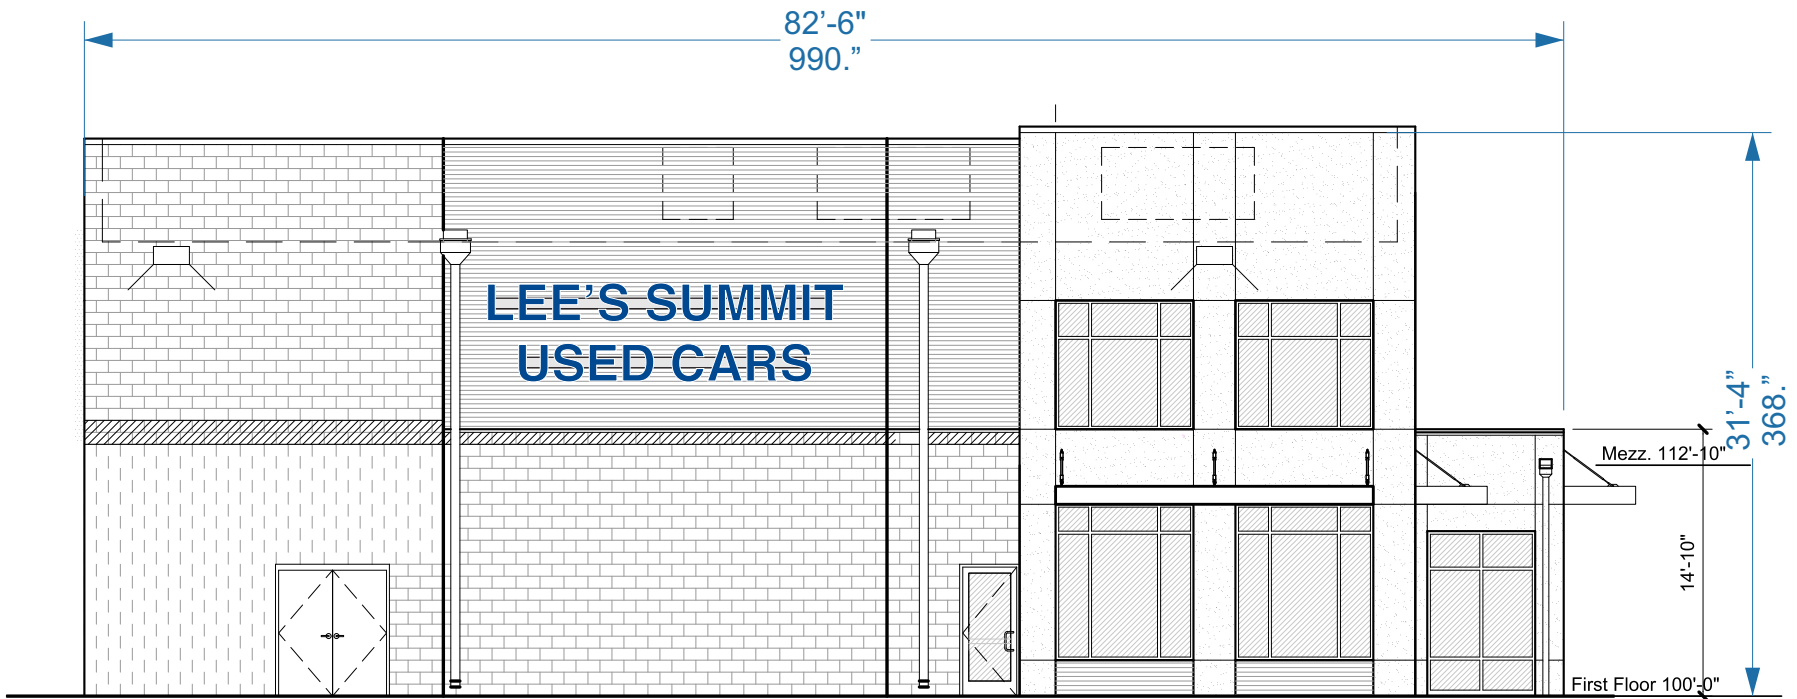 82’-6"
990.”
LEE’S SUMMIT
USED CARS
31’-4”
368.”
Mezz. 112'-10"
14'-10"
First Floor 100'-0"